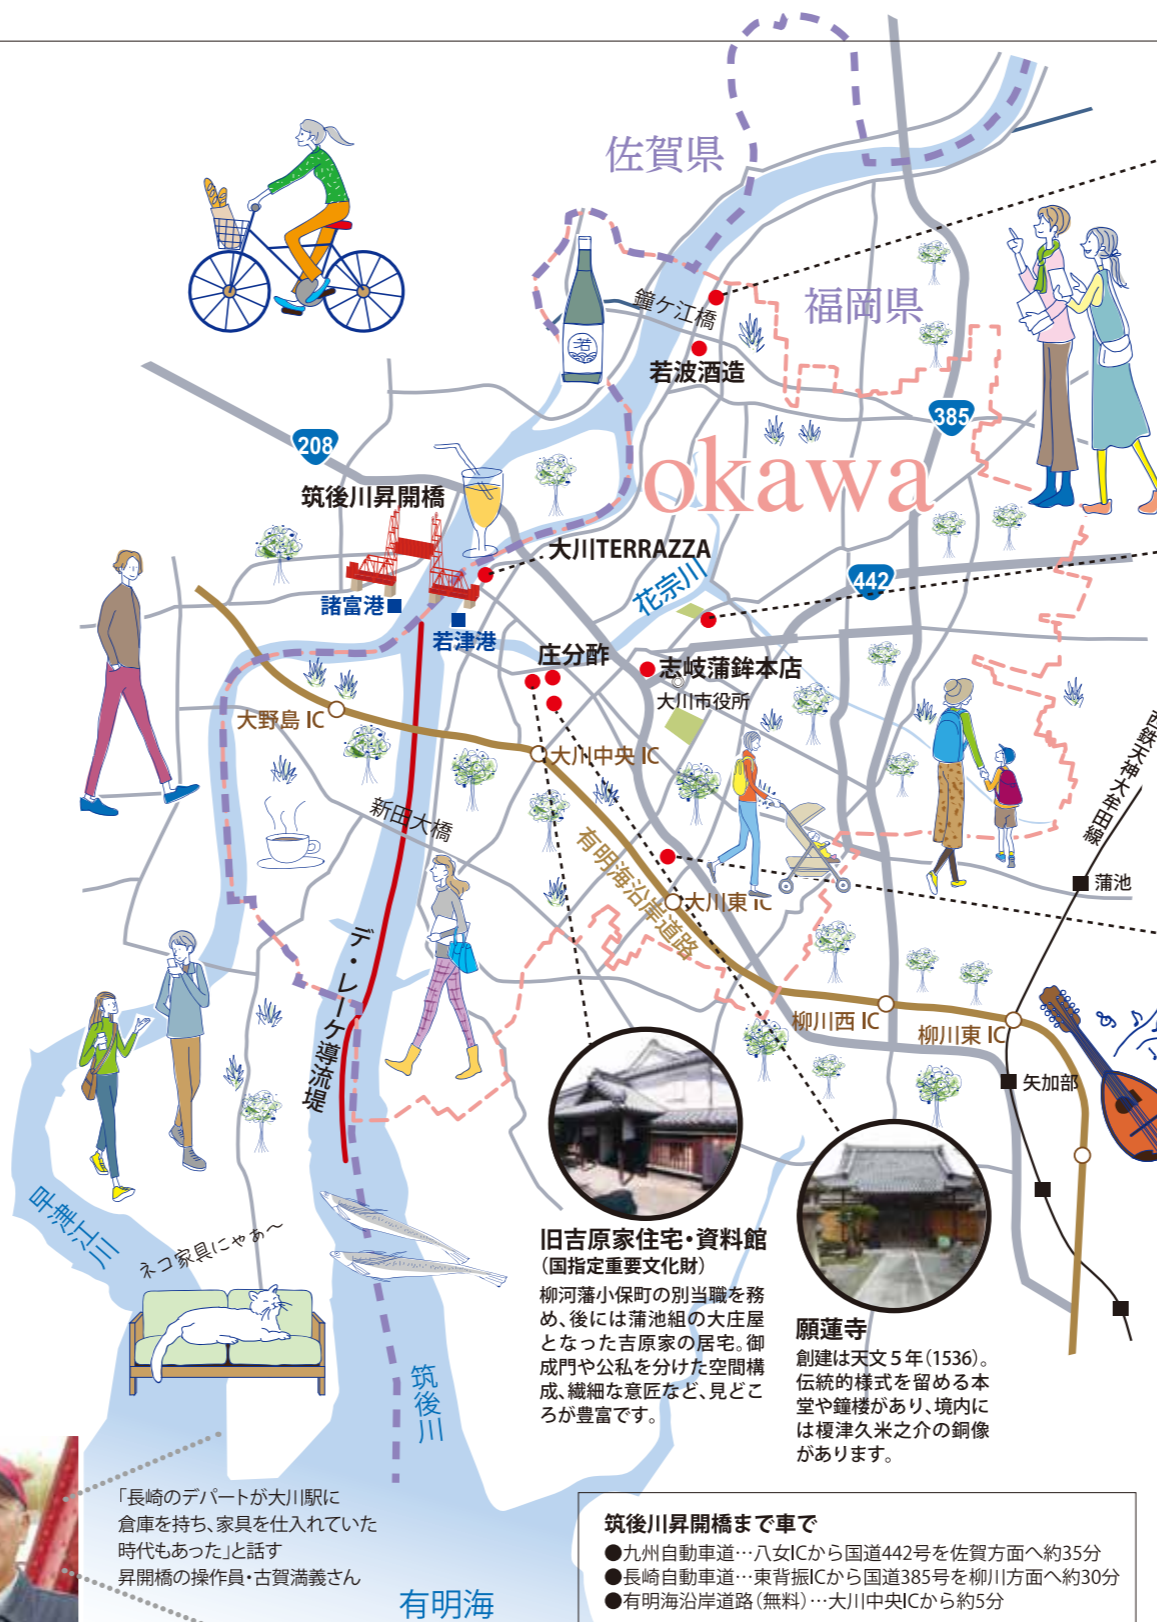 佐賀県
福岡県
鐘ケ江橋
若
若波酒造
385
okawa
208
筑後川昇開橋
大川TERRAZZA
花宗川
442
諸富港
若津港
庄分酢
志岐蒲鉾本店
大川市役所
大野島 IC
大川中央 IC
西鉄天神大牟田線
新田大橋
有明海沿岸道路
蒲池
大川東 IC
デ・レーケ導流堤
柳川西 IC
柳川東 IC
矢加部
早津江川
ネコ家具にゃぁ〜
筑後川
旧吉原家住宅・資料館
(国指定重要文化財)
柳河藩小保町の別当職を務
め、後には蒲池組の大庄屋
となった吉原家の居宅。御
成門や公私を分けた空間構
成、繊細な意匠など、見どこ
ろが豊富です。
願蓮寺
創建は天文5年(1536)。
伝統的様式を留める本
堂や鐘楼があり、境内に
は榎津久米之介の銅像
があります。
「長崎のデパートが大川駅に
倉庫を持ち、家具を仕入れていた
時代もあった」と話す
昇開橋の操作員・古賀満義さん
有明海
筑後川昇開橋まで車で
●九州自動車道…八女ICから国道442号を佐賀方面へ約35分
●長崎自動車道…東背振ICから国道385号を柳川方面へ約30分
●有明海沿岸道路(無料)…大川中央ICから約5分